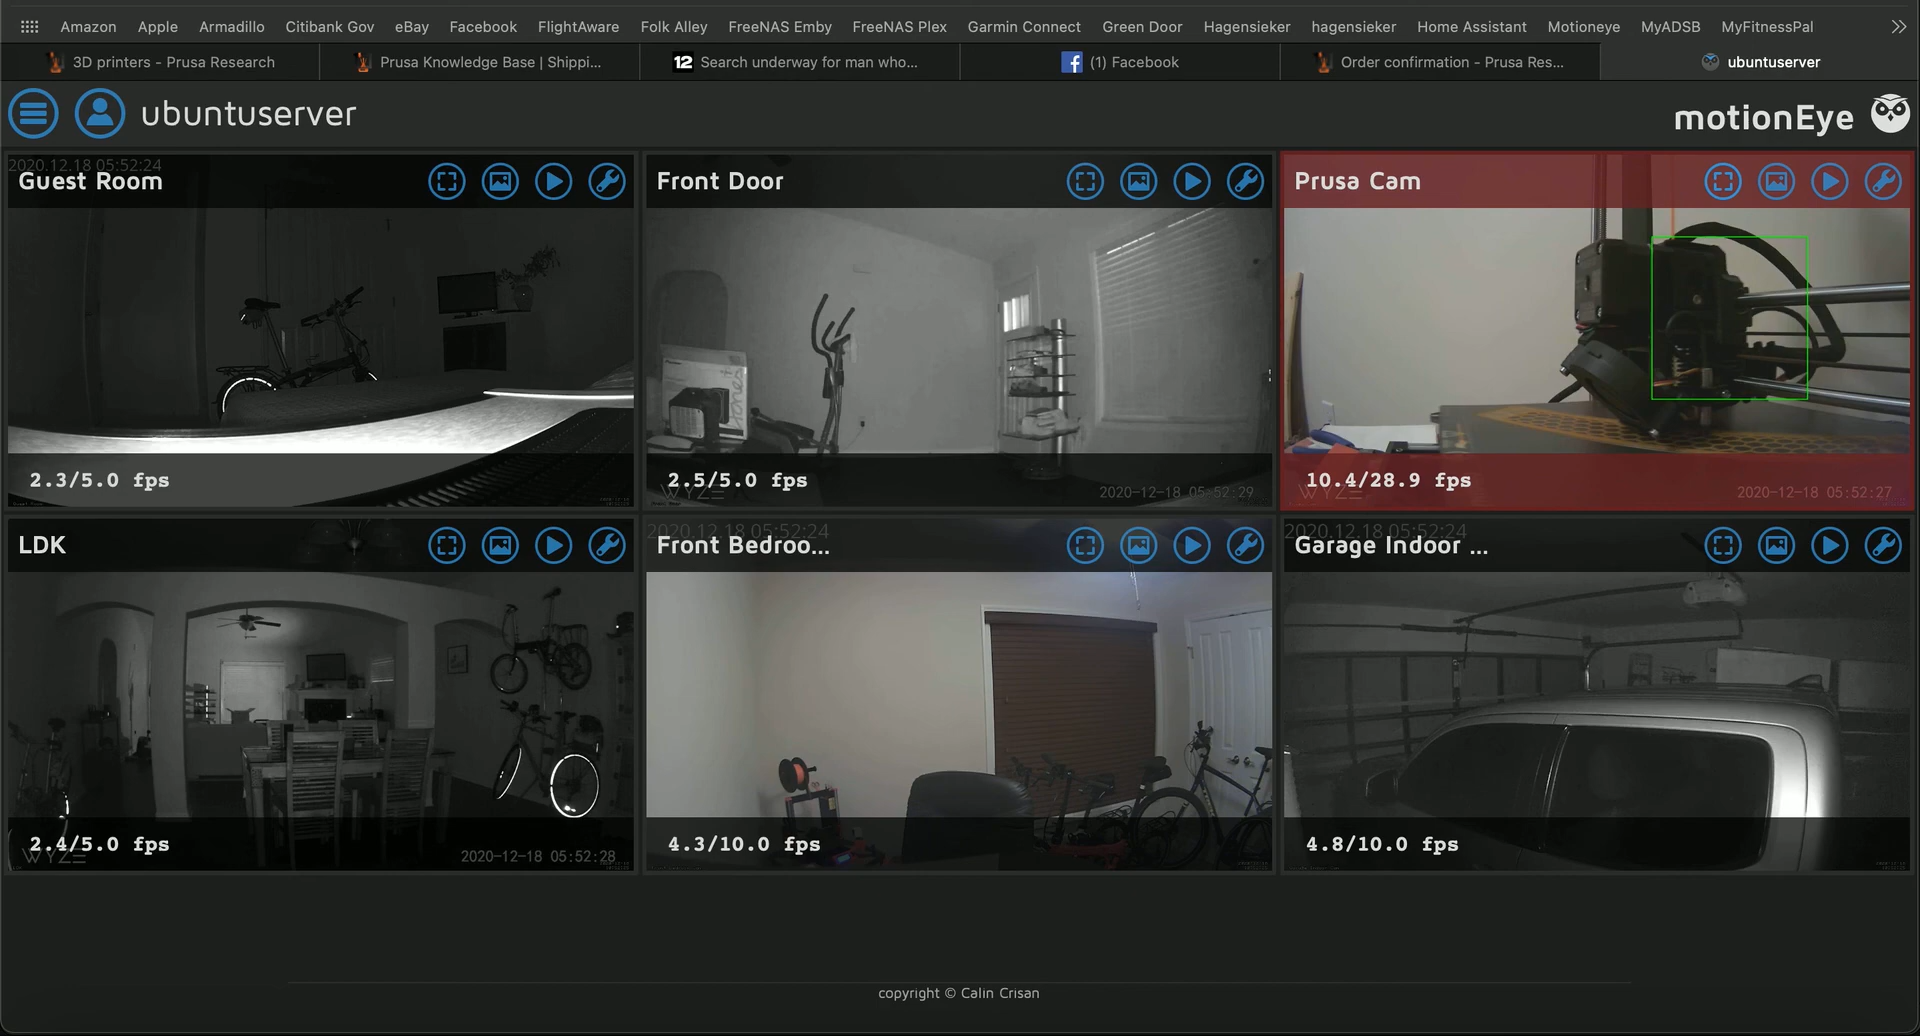 Amazon Apple Armadillo Citibank Gov eBay Facebook FlightAware Folk Alley FreeNAS Emby FreeNAS Plex Garmin Connect Green Door Hagensieker hagensieker Home Assistant Motioneye MyADSB MyFitnessPal
3D printers - Prusa Research Prusa Knowledge Base | Shippi... 12 Search underway for man who... (1) Facebook Order confirmation - Prusa Res... ubuntuserver
ubuntuserver motionEye
2020.12.18 05:52:24
Guest Room
2.3/5.0 fps
Front Door
2.5/5.0 fps
WYZE 2020-12-18 05:52:29
Prusa Cam
10.4/28.9 fps
WYZE 2020-12-18 05:52:27
LDK
2.4/5.0 fps
WYZE 2020-12-18 05:52:28
2020.12.18 05:52:24
Front Bedroo...
4.3/10.0 fps
2020.12.18 05:52:24
Garage Indoor ...
4.8/10.0 fps
copyright © Calin Crisan